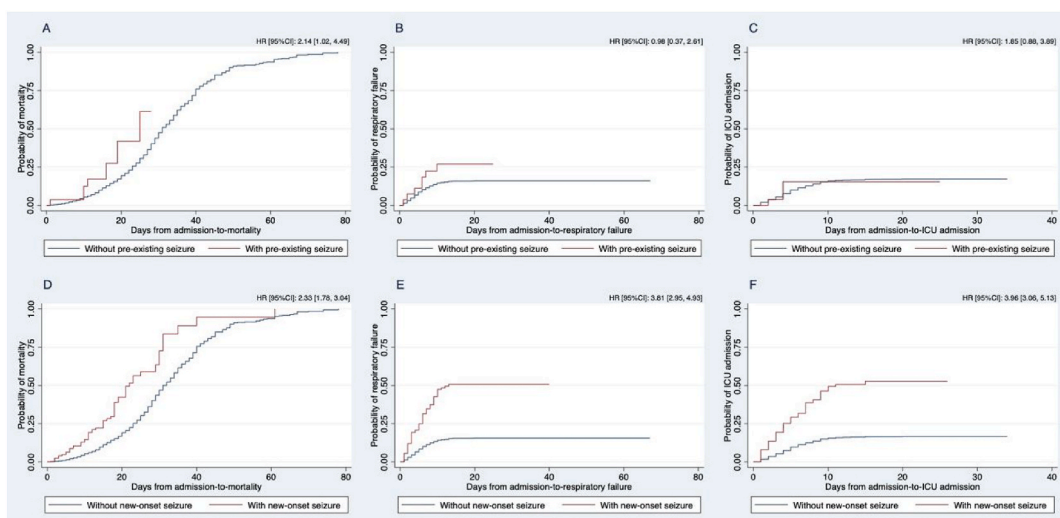 A
HR [95%CI]: 2.14 [1.02, 4.49]
Probability of mortality
0.00 0.25 0.50 0.75 1.00
0 20 40 60 80
Days from admission-to-mortality
Without pre-existing seizure With pre-existing seizure
B
HR [95%CI]: 0.98 [0.37, 2.61]
Probability of respiratory failure
0.00 0.25 0.50 0.75 1.00
0 20 40 60 80
Days from admission-to-respiratory failure
Without pre-existing seizure With pre-existing seizure
C
HR [95%CI]: 1.85 [0.88, 3.89]
Probability of ICU admission
0.00 0.25 0.50 0.75 1.00
0 10 20 30 40
Days from admission-to-ICU admission
Without pre-existing seizure With pre-existing seizure
D
HR [95%CI]: 2.33 [1.78, 3.04]
Probability of mortality
0.00 0.25 0.50 0.75 1.00
0 20 40 60 80
Days from admission-to-mortality
Without new-onset seizure With new-onset seizure
E
HR [95%CI]: 3.81 [2.95, 4.93]
Probability of respiratory failure
0.00 0.25 0.50 0.75 1.00
0 20 40 60 80
Days from admission-to-respiratory failure
Without new-onset seizure With new-onset seizure
F
HR [95%CI]: 3.96 [3.06, 5.13]
Probability of ICU admission
0.00 0.25 0.50 0.75 1.00
0 10 20 30 40
Days from admission-to-ICU admission
Without new-onset seizure With new-onset seizure